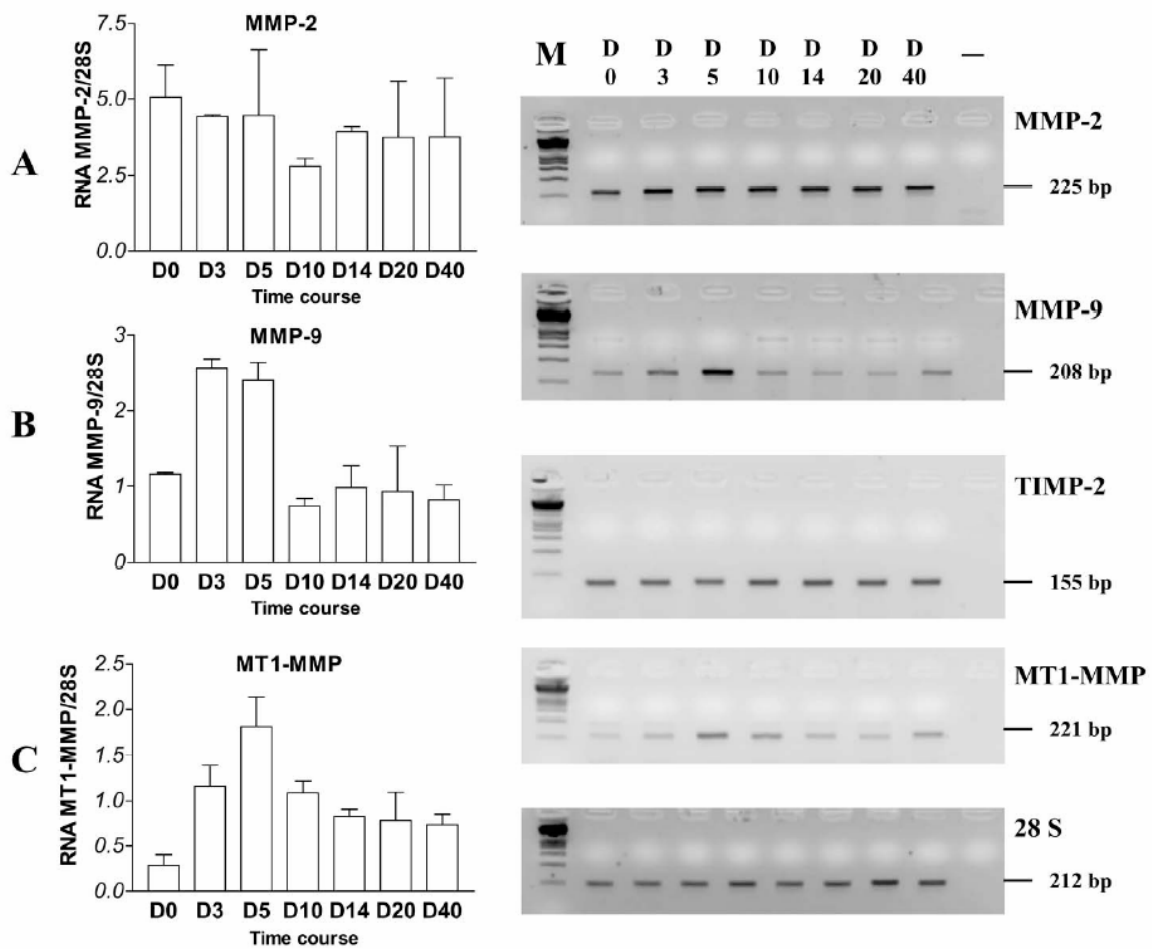 A
MMP-2
RNA MMP-2/28S
7.5
5.0
2.5
0.0
D0 D3 D5 D10 D14 D20 D40
Time course
B
MMP-9
RNA MMP-9/28S
3
2
1
0
D0 D3 D5 D10 D14 D20 D40
Time course
C
MT1-MMP
RNA MT1-MMP/28S
2.5
2.0
1.5
1.0
0.5
0.0
D0 D3 D5 D10 D14 D20 D40
Time course
M D D D D D D D —
0 3 5 10 14 20 40
MMP-2
225 bp
MMP-9
208 bp
TIMP-2
155 bp
MT1-MMP
221 bp
28 S
212 bp